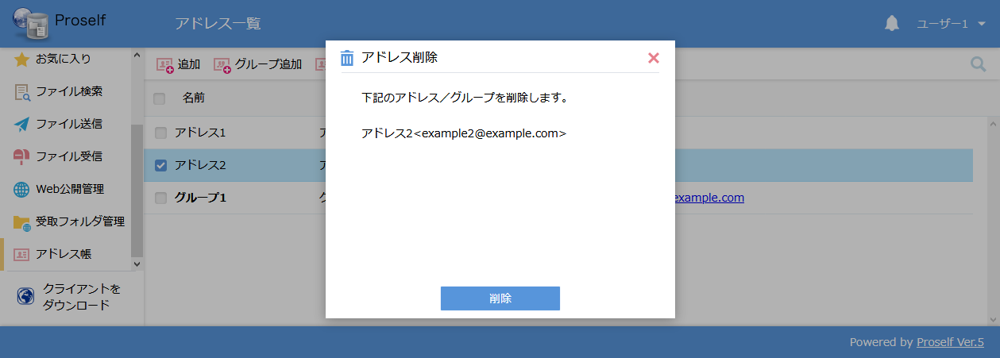 Proself
アドレス一覧
ユーザー1
お気に入り
ファイル検索
ファイル送信
ファイル受信
Web公開管理
受取フォルダ管理
アドレス帳
クライアントを
ダウンロード
追加 グループ追加
名前
アドレス1 ア
アドレス2 ア
グループ1 グ example.com
アドレス削除
下記のアドレス／グループを削除します。
アドレス2<example2@example.com>
削除
Powered by Proself Ver.5